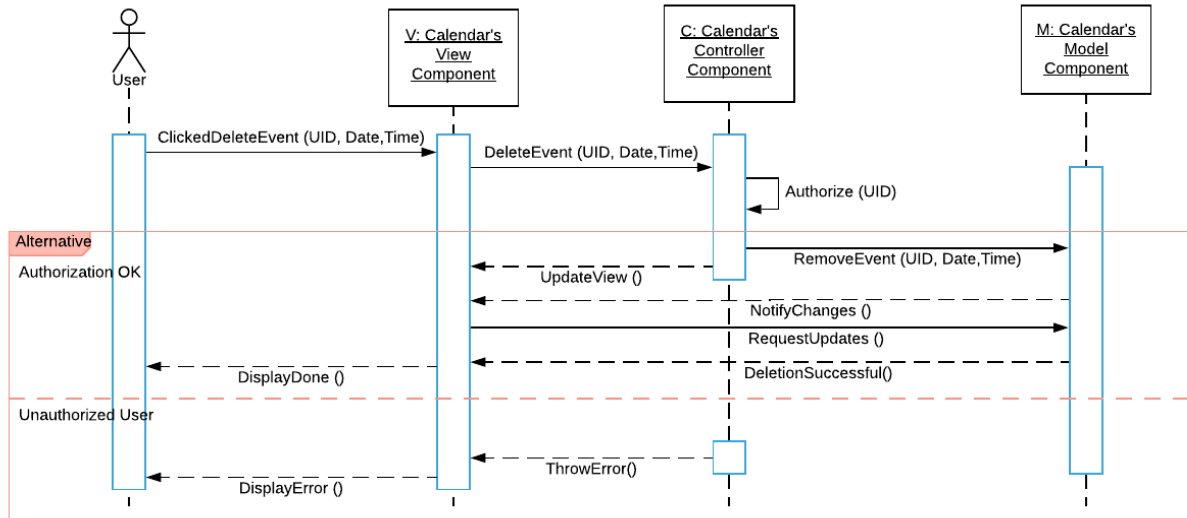 User
V: Calendar's
View
Component
C: Calendar's
Controller
Component
M: Calendar's
Model
Component
ClickedDeleteEvent (UID, Date,Time)
DeleteEvent (UID, Date,Time)
Authorize (UID)
Alternative
Authorization OK
RemoveEvent (UID, Date,Time)
UpdateView ()
NotifyChanges ()
RequestUpdates ()
DeletionSuccessful()
DisplayDone ()
Unauthorized User
ThrowError()
DisplayError ()